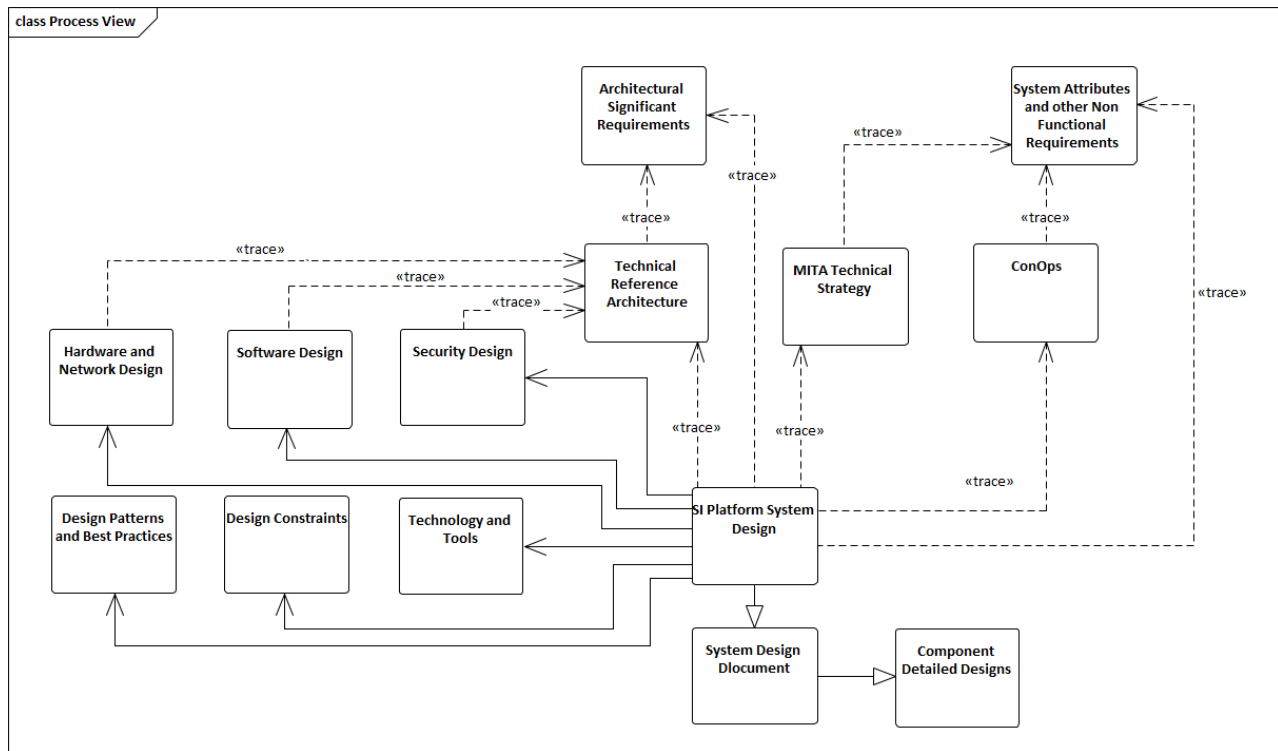 class Process View
Architectural
Significant
Requirements
System Attributes
and other Non
Functional
Requirements
«trace»
«trace»
«trace»
«trace»
«trace»
«trace»
Technical
Reference
Architecture
MITA Technical
Strategy
ConOps
«trace»
«trace»
Hardware and
Network Design
Software Design
Security Design
«trace»
«trace»
«trace»
SI Platform System
Design
Design Patterns
and Best Practices
Design Constraints
Technology and
Tools
System Design
Dlocument
Component
Detailed Designs